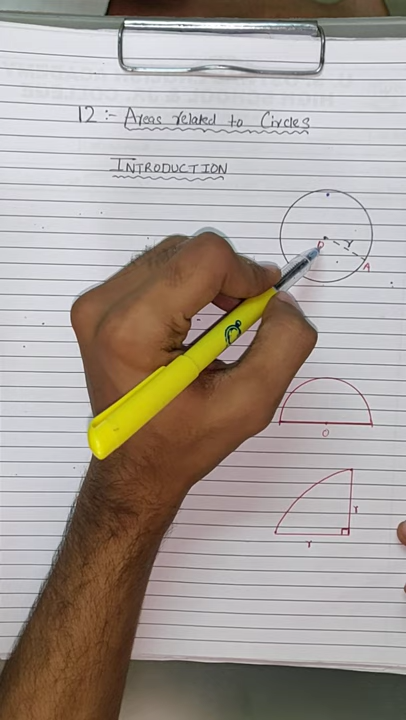 12 :- Areas related to Circles
INTRODUCTION
r
O
A
O
r
r